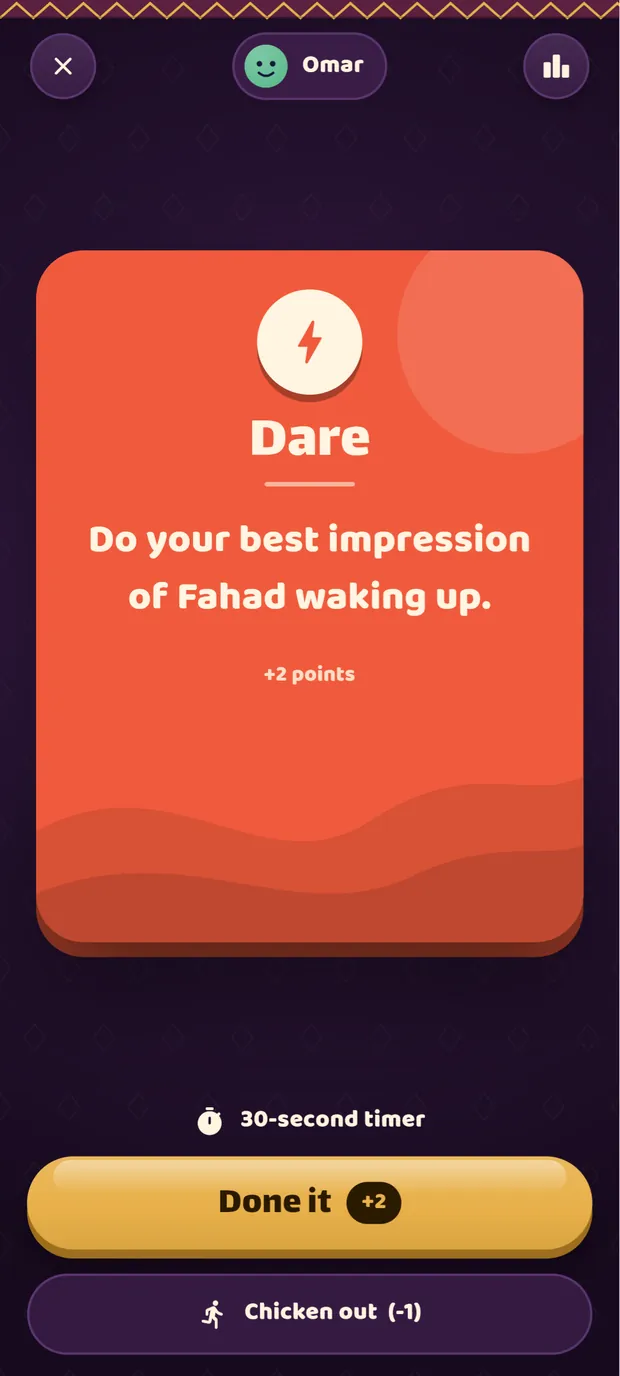 Omar
Dare
Do your best impression
of Fahad waking up.
+2 points
30-second timer
Done it +2
Chicken out (-1)